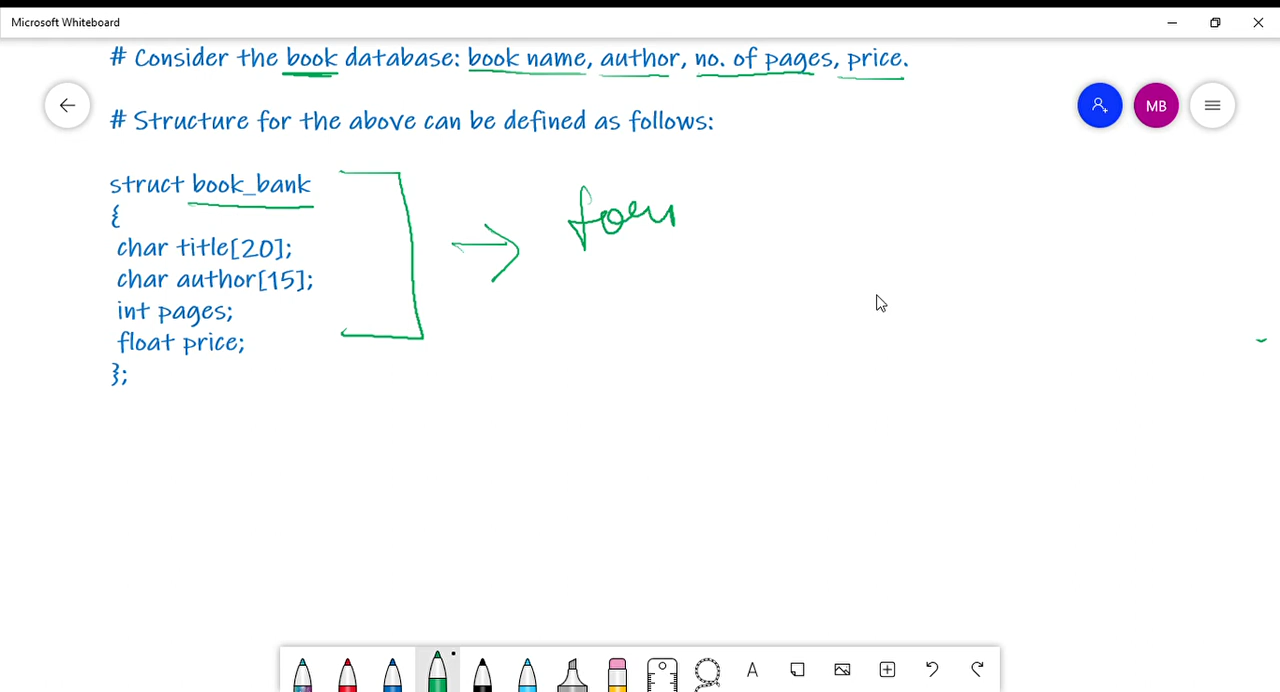 Microsoft Whiteboard
# Consider the book database: book name, author, no. of pages, price.
MB
# Structure for the above can be defined as follows:
struct book_bank
{
char title[20];
char author[15];
int pages;
float price;
};
A